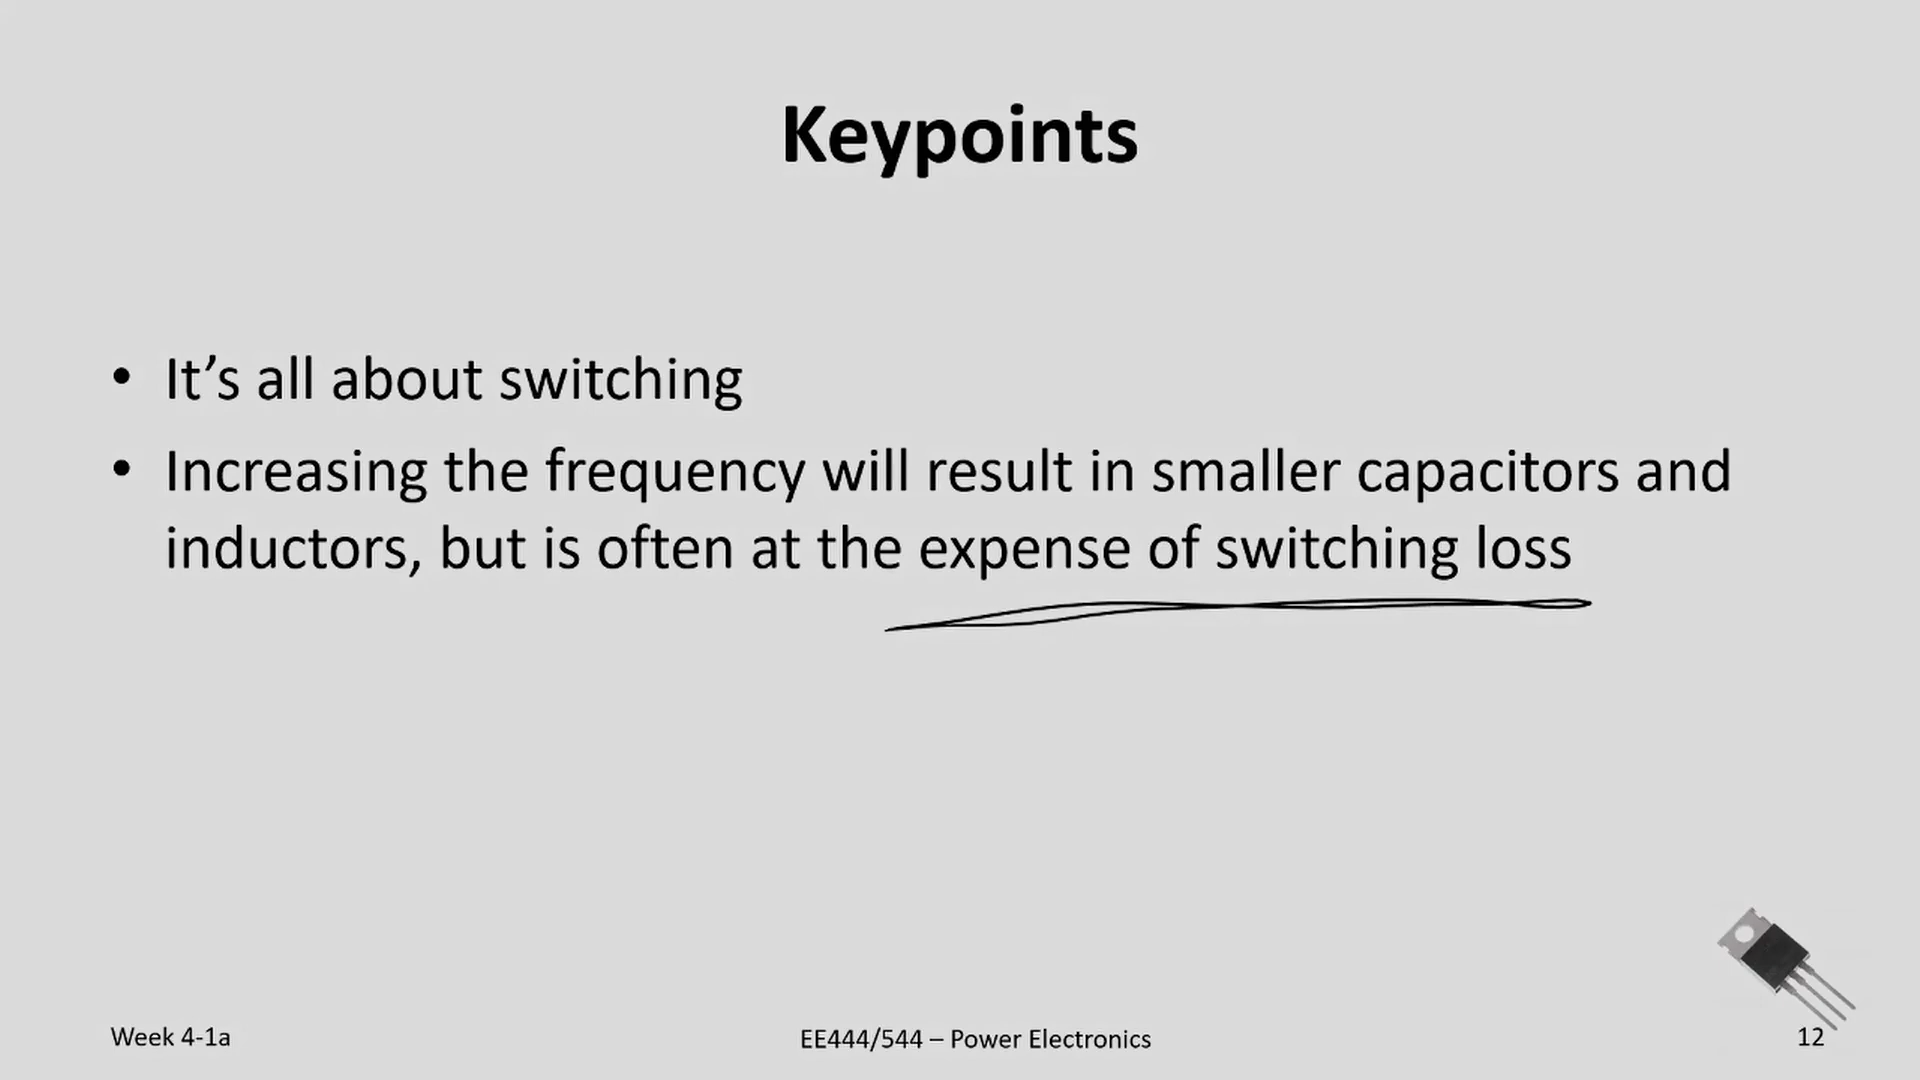 Keypoints
• It’s all about switching
• Increasing the frequency will result in smaller capacitors and
inductors, but is often at the expense of switching loss
Week 4-1a
EE444/544 – Power Electronics
12